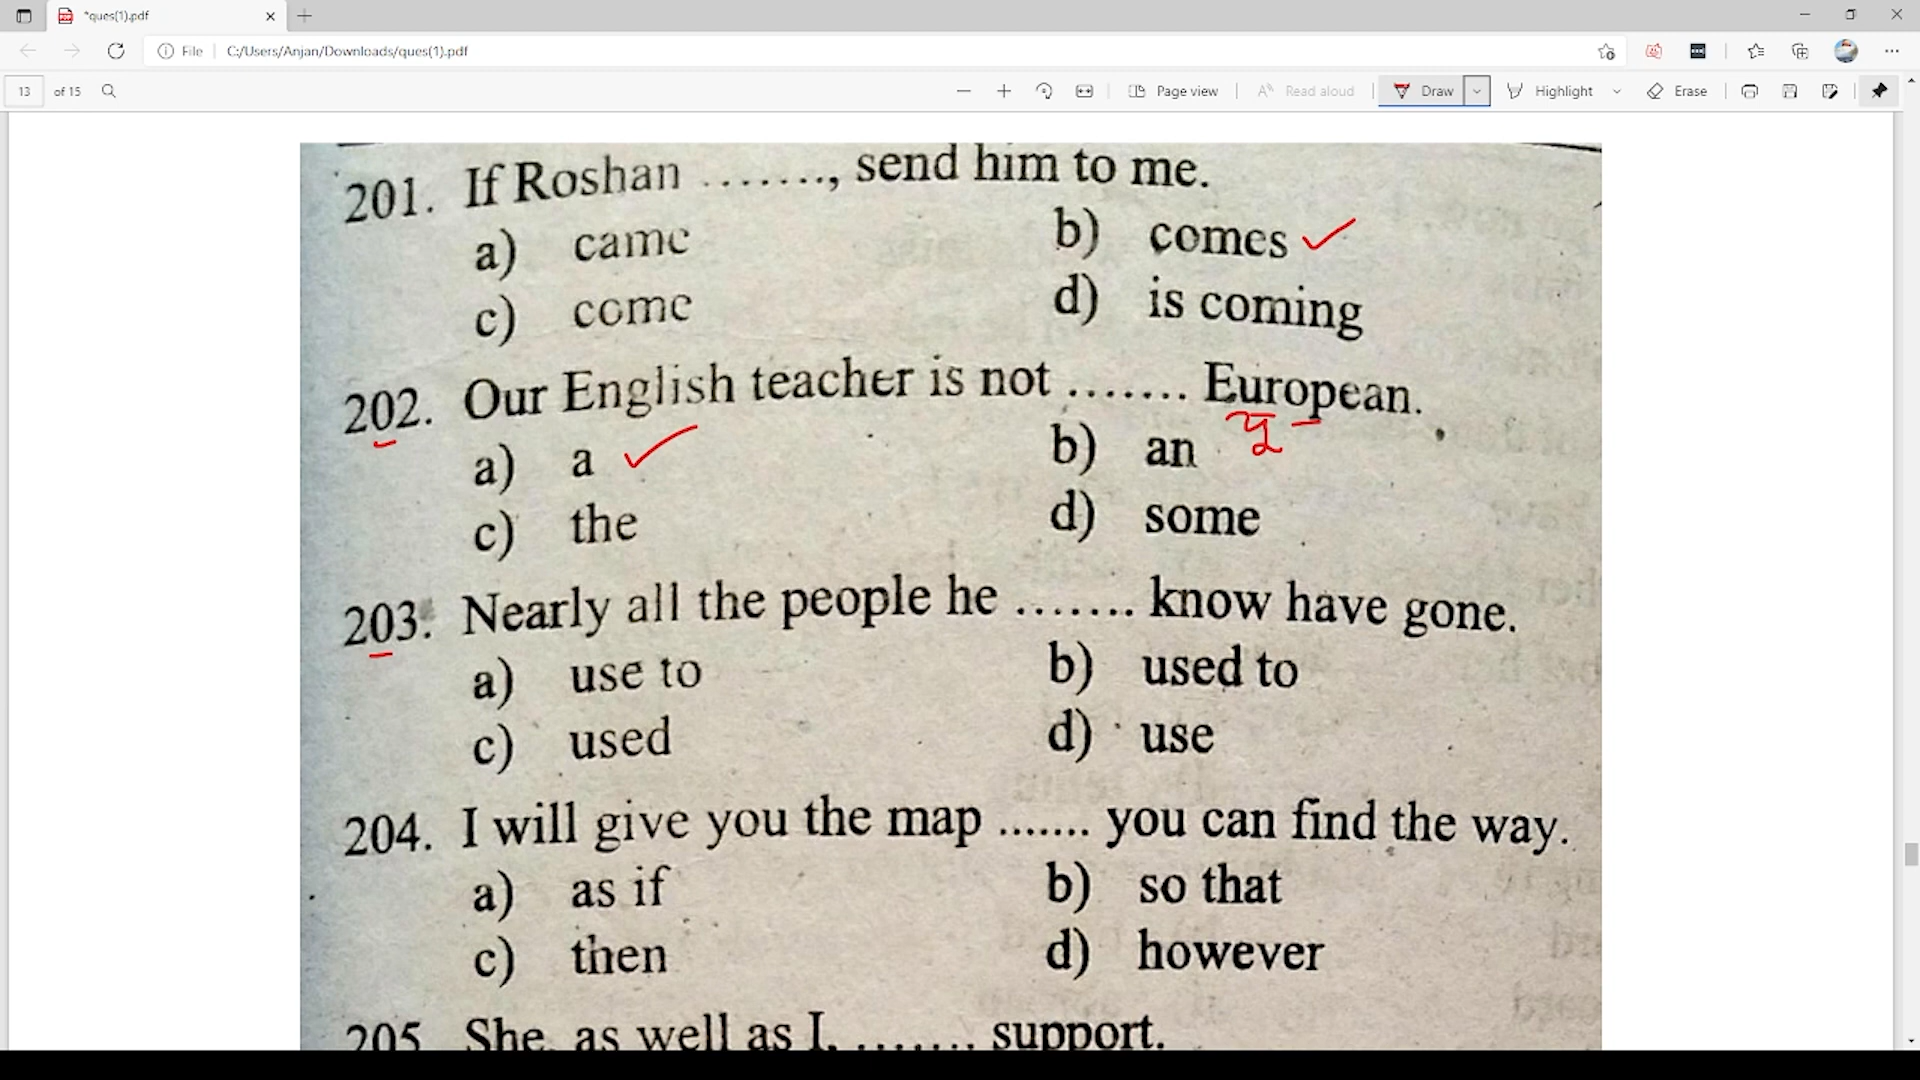 *ques(1).pdf
File C:/Users/Anjan/Downloads/ques(1).pdf
13 of 15 Page view Read aloud Draw Highlight Erase
201. If Roshan ......., send him to me.
a) came b) comes
c) come d) is coming
202. Our English teacher is not ....... European.
यु
a) a b) an
c) the d) some
203. Nearly all the people he ....... know have gone.
a) use to b) used to
c) used d) use
204. I will give you the map ....... you can find the way.
a) as if b) so that
c) then d) however
205 She, as well as I, ....... support.